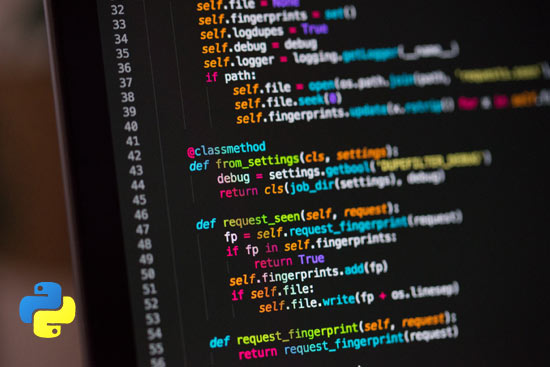 32 self.file = None
33 self.fingerprints = set()
34 self.logdupes = True
35 self.debug = debug
36 self.logger = logging.getLogger(__name__)
37 if path:
38 self.file = open(os.path.join(path, 'requests.seen'),
39 self.file.seek(0)
40 self.fingerprints.update(x.rstrip() for x in self.
41
42 @classmethod
43 def from_settings(cls, settings):
44 debug = settings.getbool('DUPEFILTER_DEBUG')
45 return cls(job_dir(settings), debug)
46
47 def request_seen(self, request):
48 fp = self.request_fingerprint(request)
49 if fp in self.fingerprints:
50 return True
51 self.fingerprints.add(fp)
52 if self.file:
53 self.file.write(fp + os.linesep)
54 def request_fingerprint(self, request):
55 return request_fingerprint(request)
56